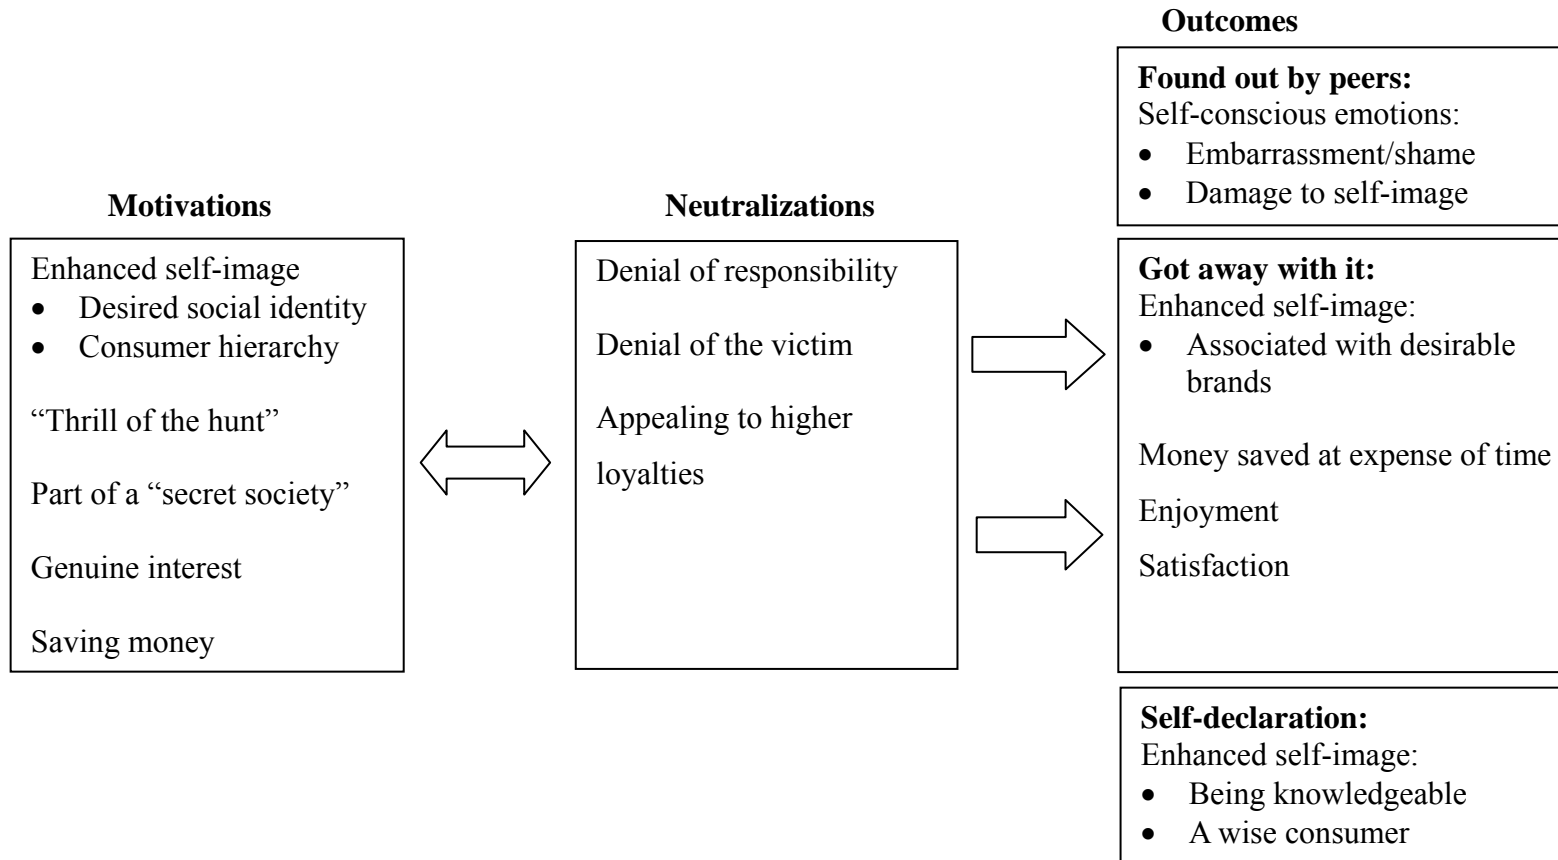 Motivations
Enhanced self-image
• Desired social identity
• Consumer hierarchy
“Thrill of the hunt”
Part of a “secret society”
Genuine interest
Saving money
Neutralizations
Denial of responsibility
Denial of the victim
Appealing to higher
loyalties
Outcomes
Found out by peers:
Self-conscious emotions:
• Embarrassment/shame
• Damage to self-image
Got away with it:
Enhanced self-image:
• Associated with desirable
brands
Money saved at expense of time
Enjoyment
Satisfaction
Self-declaration:
Enhanced self-image:
• Being knowledgeable
• A wise consumer